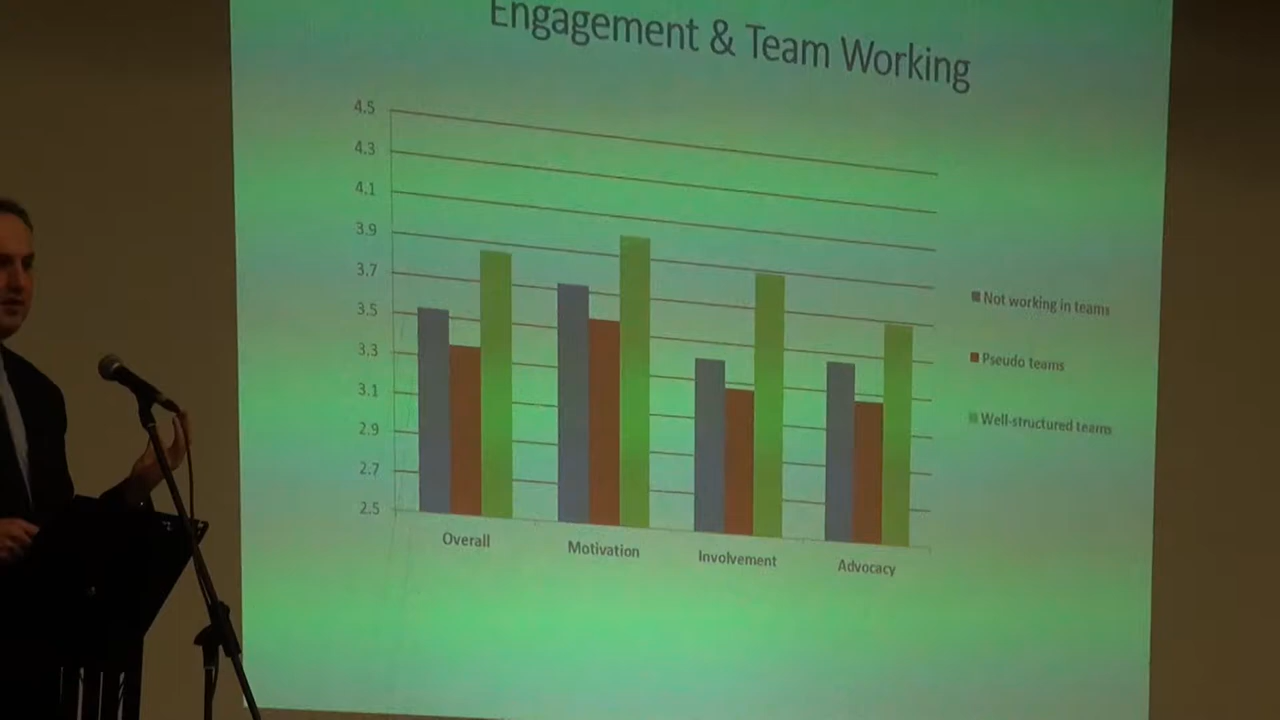 Engagement & Team Working
4.5
4.3
4.1
3.9
3.7
3.5
3.3
3.1
2.9
2.7
2.5
Overall
Motivation
Involvement
Advocacy
Not working in teams
Pseudo teams
Well-structured teams